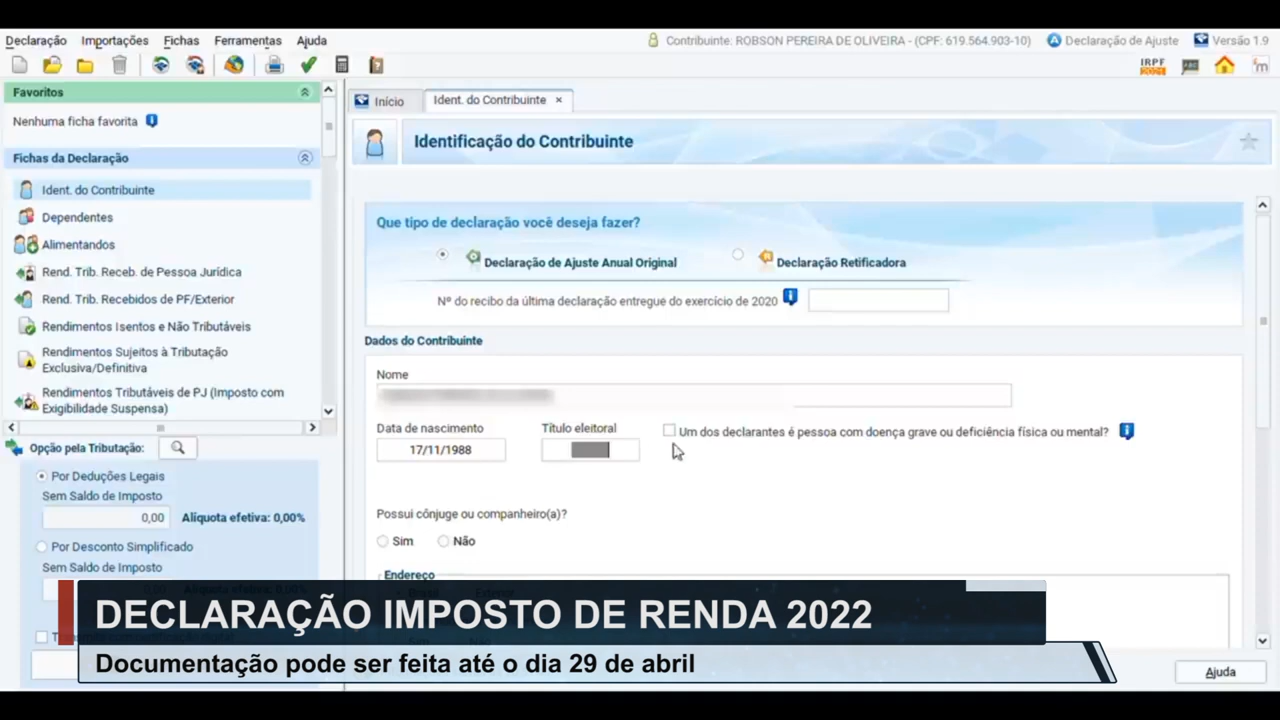 Declaração Importações Fichas Ferramentas Ajuda
Contribuinte: ROBSON PEREIRA DE OLIVEIRA - (CPF: 619.564.903-10) Declaração de Ajuste Versão 1.9
IRPF
2021
Favoritos
Nenhuma ficha favorita
Fichas da Declaração
Ident. do Contribuinte
Dependentes
Alimentandos
Rend. Trib. Receb. de Pessoa Jurídica
Rend. Trib. Recebidos de PF/Exterior
Rendimentos Isentos e Não Tributáveis
Rendimentos Sujeitos à Tributação
Exclusiva/Definitiva
Rendimentos Tributáveis de PJ (Imposto com
Exigibilidade Suspensa)
Opção pela Tributação:
Por Deduções Legais
Sem Saldo de Imposto
0,00 Alíquota efetiva: 0,00%
Por Desconto Simplificado
Sem Saldo de Imposto
Início Ident. do Contribuinte ×
Identificação do Contribuinte
Que tipo de declaração você deseja fazer?
Declaração de Ajuste Anual Original Declaração Retificadora
Nº do recibo da última declaração entregue do exercício de 2020
Dados do Contribuinte
Nome
Data de nascimento Título eleitoral Um dos declarantes é pessoa com doença grave ou deficiência física ou mental?
17/11/1988
Possui cônjuge ou companheiro(a)?
Sim Não
Endereço
DECLARAÇÃO IMPOSTO DE RENDA 2022
Documentação pode ser feita até o dia 29 de abril
Ajuda